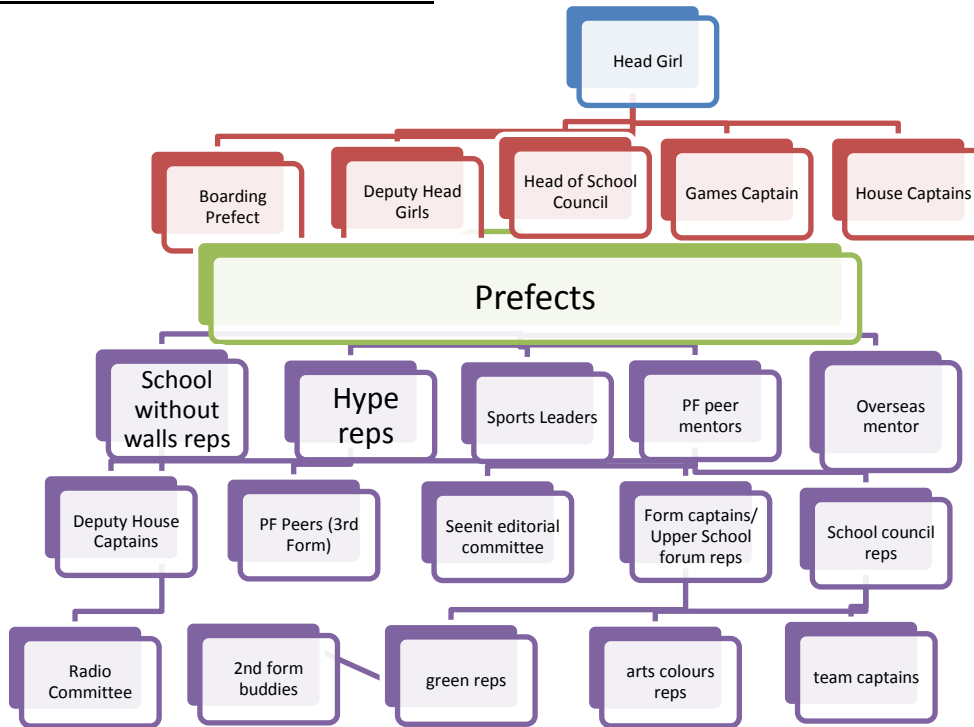 Head Girl
Boarding
Prefect
Deputy Head
Girls
Head of School
Council
Games Captain
House Captains
Prefects
School
without
walls reps
Hype
reps
Sports Leaders
PF peer
mentors
Overseas
mentor
Deputy House
Captains
PF Peers (3rd
Form)
Seenit editorial
committee
Form captains/
Upper School
forum reps
School council
reps
Radio
Committee
2nd form
buddies
green reps
arts colours
reps
team captains